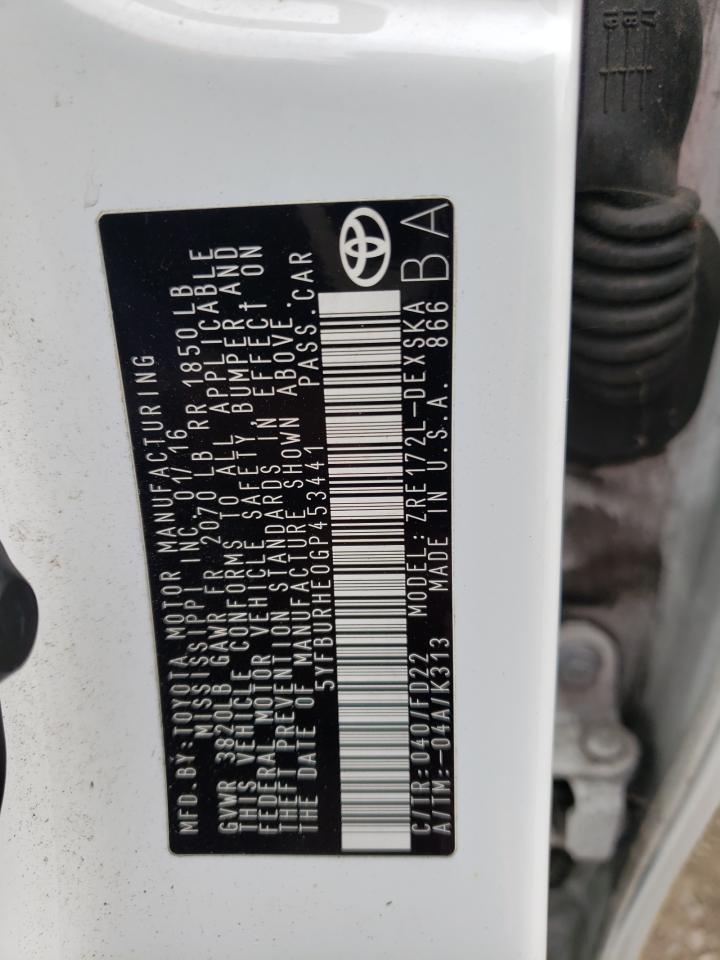 MFD.BY:TOYOTA MOTOR MANUFACTURING
MISSISSIPPI INC. 01/16
GVWR 3820LB GAWR FR 2070 LB RR 1850 LB
THIS VEHICLE CONFORMS TO ALL APPLICABLE
FEDERAL MOTOR VEHICLE SAFETY, BUMPER, AND
THEFT PREVENTION STANDARDS IN EFFECT ON
THE DATE OF MANUFACTURE SHOWN ABOVE.
5YFBURHE0GP453441 PASS.CAR
C/TR:040/FD22 MODEL:ZRE172L-DEXSKA
A/TM:-04A/K313 MADE IN U.S.A. 866
BA
17
18
19